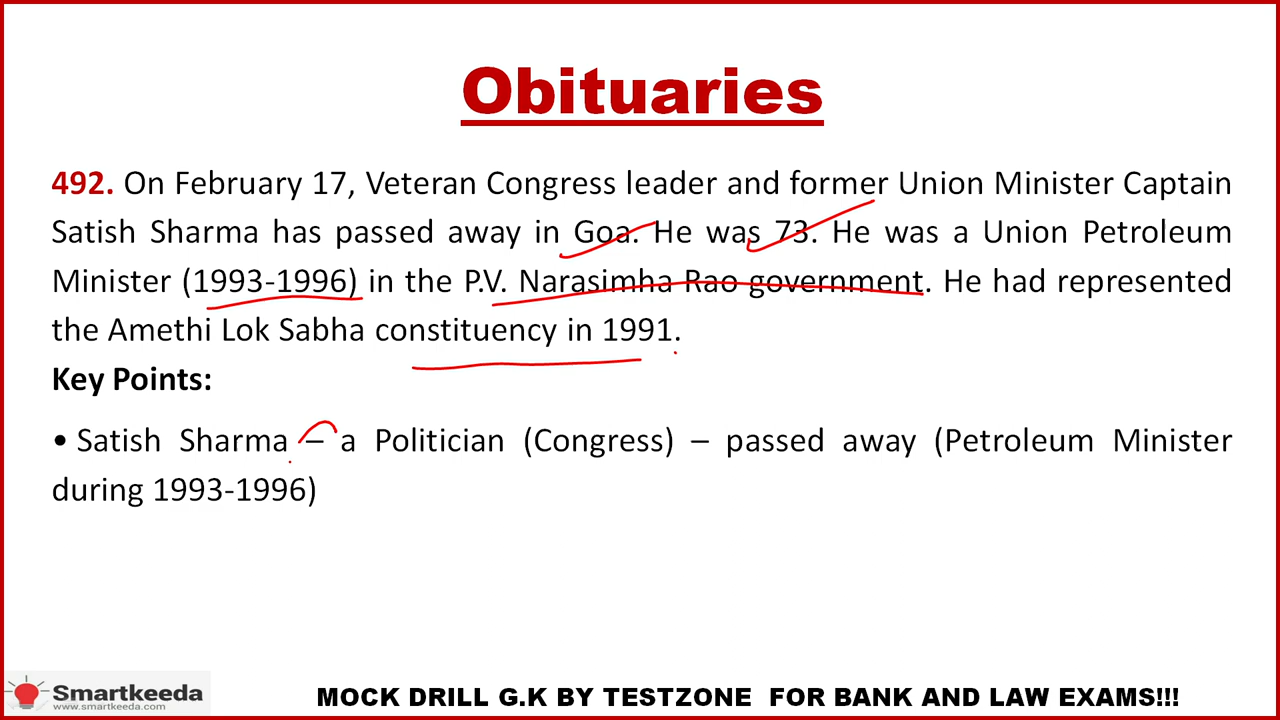 Obituaries
492. On February 17, Veteran Congress leader and former Union Minister Captain
Satish Sharma has passed away in Goa. He was 73. He was a Union Petroleum
Minister (1993-1996) in the P.V. Narasimha Rao government. He had represented
the Amethi Lok Sabha constituency in 1991.
Key Points:
• Satish Sharma – a Politician (Congress) – passed away (Petroleum Minister
during 1993-1996)
Smartkeeda
www.smartkeeda.com
MOCK DRILL G.K BY TESTZONE FOR BANK AND LAW EXAMS!!!